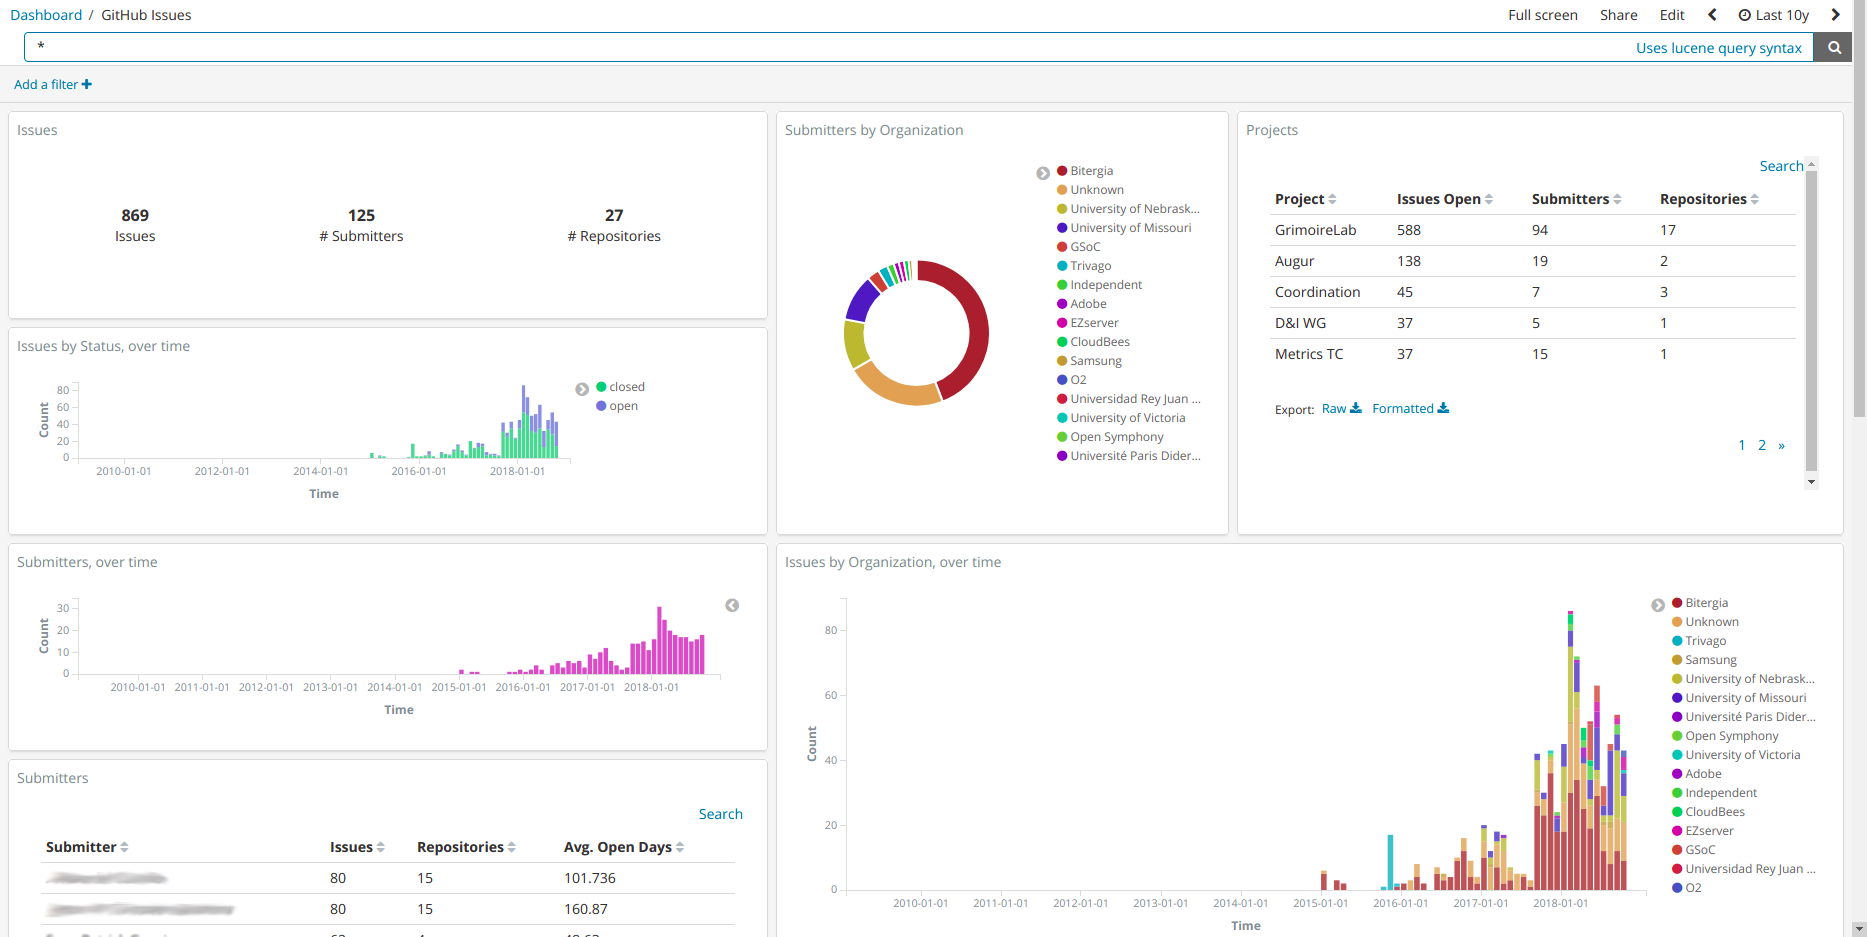 Dashboard / GitHub Issues
Full screen Share Edit Last 10y
*
Uses lucene query syntax
Add a filter
Issues
869
Issues
125
# Submitters
27
# Repositories
Issues by Status, over time
80
60
40
20
0
Count
2010-01-01 2012-01-01 2014-01-01 2016-01-01 2018-01-01
Time
closed
open
Submitters by Organization
Bitergia
Unknown
University of Nebrask...
University of Missouri
GSoC
Trivago
Independent
Adobe
EZserver
CloudBees
Samsung
O2
Universidad Rey Juan ...
University of Victoria
Open Symphony
Université Paris Dider...
Projects
Search
Project Issues Open Submitters Repositories
GrimoireLab 588 94 17
Augur 138 19 2
Coordination 45 7 3
D&I WG 37 5 1
Metrics TC 37 15 1
Export: Raw Formatted
1 2 »
Submitters, over time
30
20
10
0
Count
2010-01-01 2011-01-01 2012-01-01 2013-01-01 2014-01-01 2015-01-01 2016-01-01 2017-01-01 2018-01-01
Time
Issues by Organization, over time
80
60
40
20
0
Count
2010-01-01 2011-01-01 2012-01-01 2013-01-01 2014-01-01 2015-01-01 2016-01-01 2017-01-01 2018-01-01
Time
Bitergia
Unknown
Trivago
Samsung
University of Nebrask...
University of Missouri
Université Paris Dider...
Open Symphony
University of Victoria
Adobe
Independent
CloudBees
EZserver
GSoC
Universidad Rey Juan ...
O2
Submitters
Search
Submitter Issues Repositories Avg. Open Days
80 15 101.736
80 15 160.87